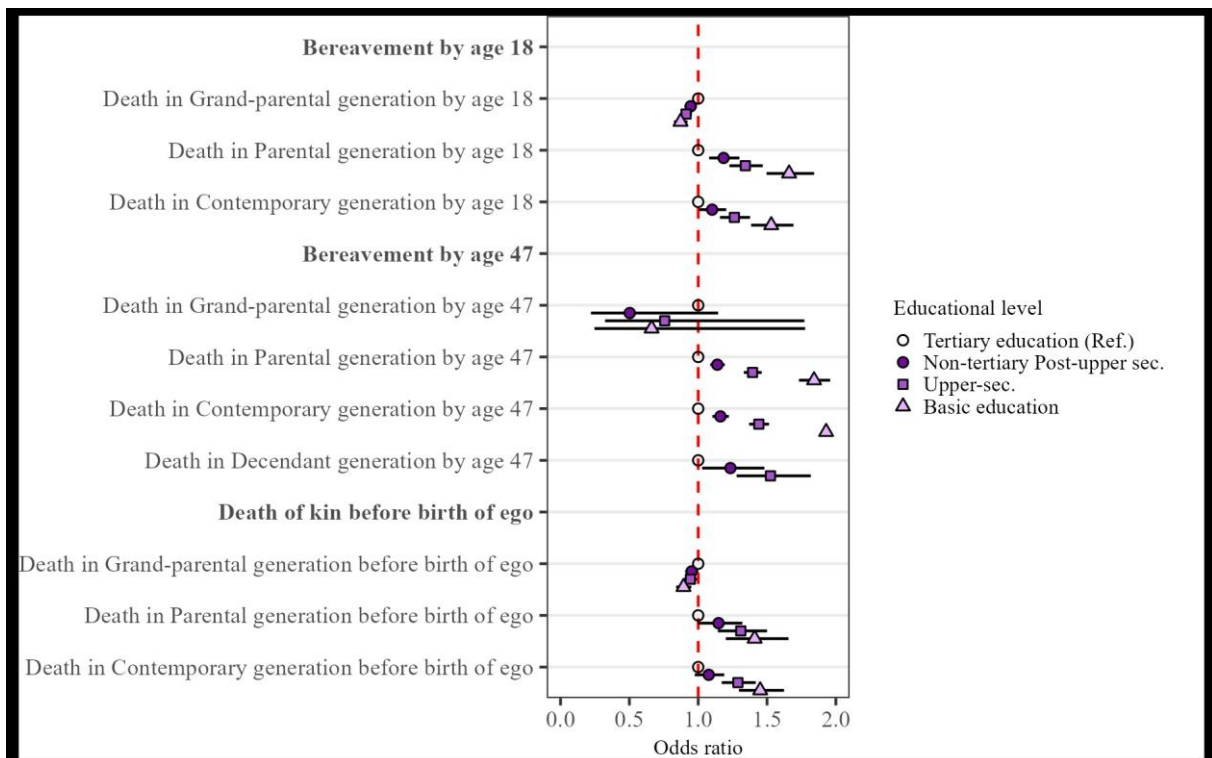 Bereavement by age 18
Death in Grand-parental generation by age 18
Death in Parental generation by age 18
Death in Contemporary generation by age 18
Bereavement by age 47
Death in Grand-parental generation by age 47
Death in Parental generation by age 47
Death in Contemporary generation by age 47
Death in Decendant generation by age 47
Death of kin before birth of ego
Death in Grand-parental generation before birth of ego
Death in Parental generation before birth of ego
Death in Contemporary generation before birth of ego
0.0 0.5 1.0 1.5 2.0
Odds ratio
Educational level
Tertiary education (Ref.)
Non-tertiary Post-upper sec.
Upper-sec.
Basic education